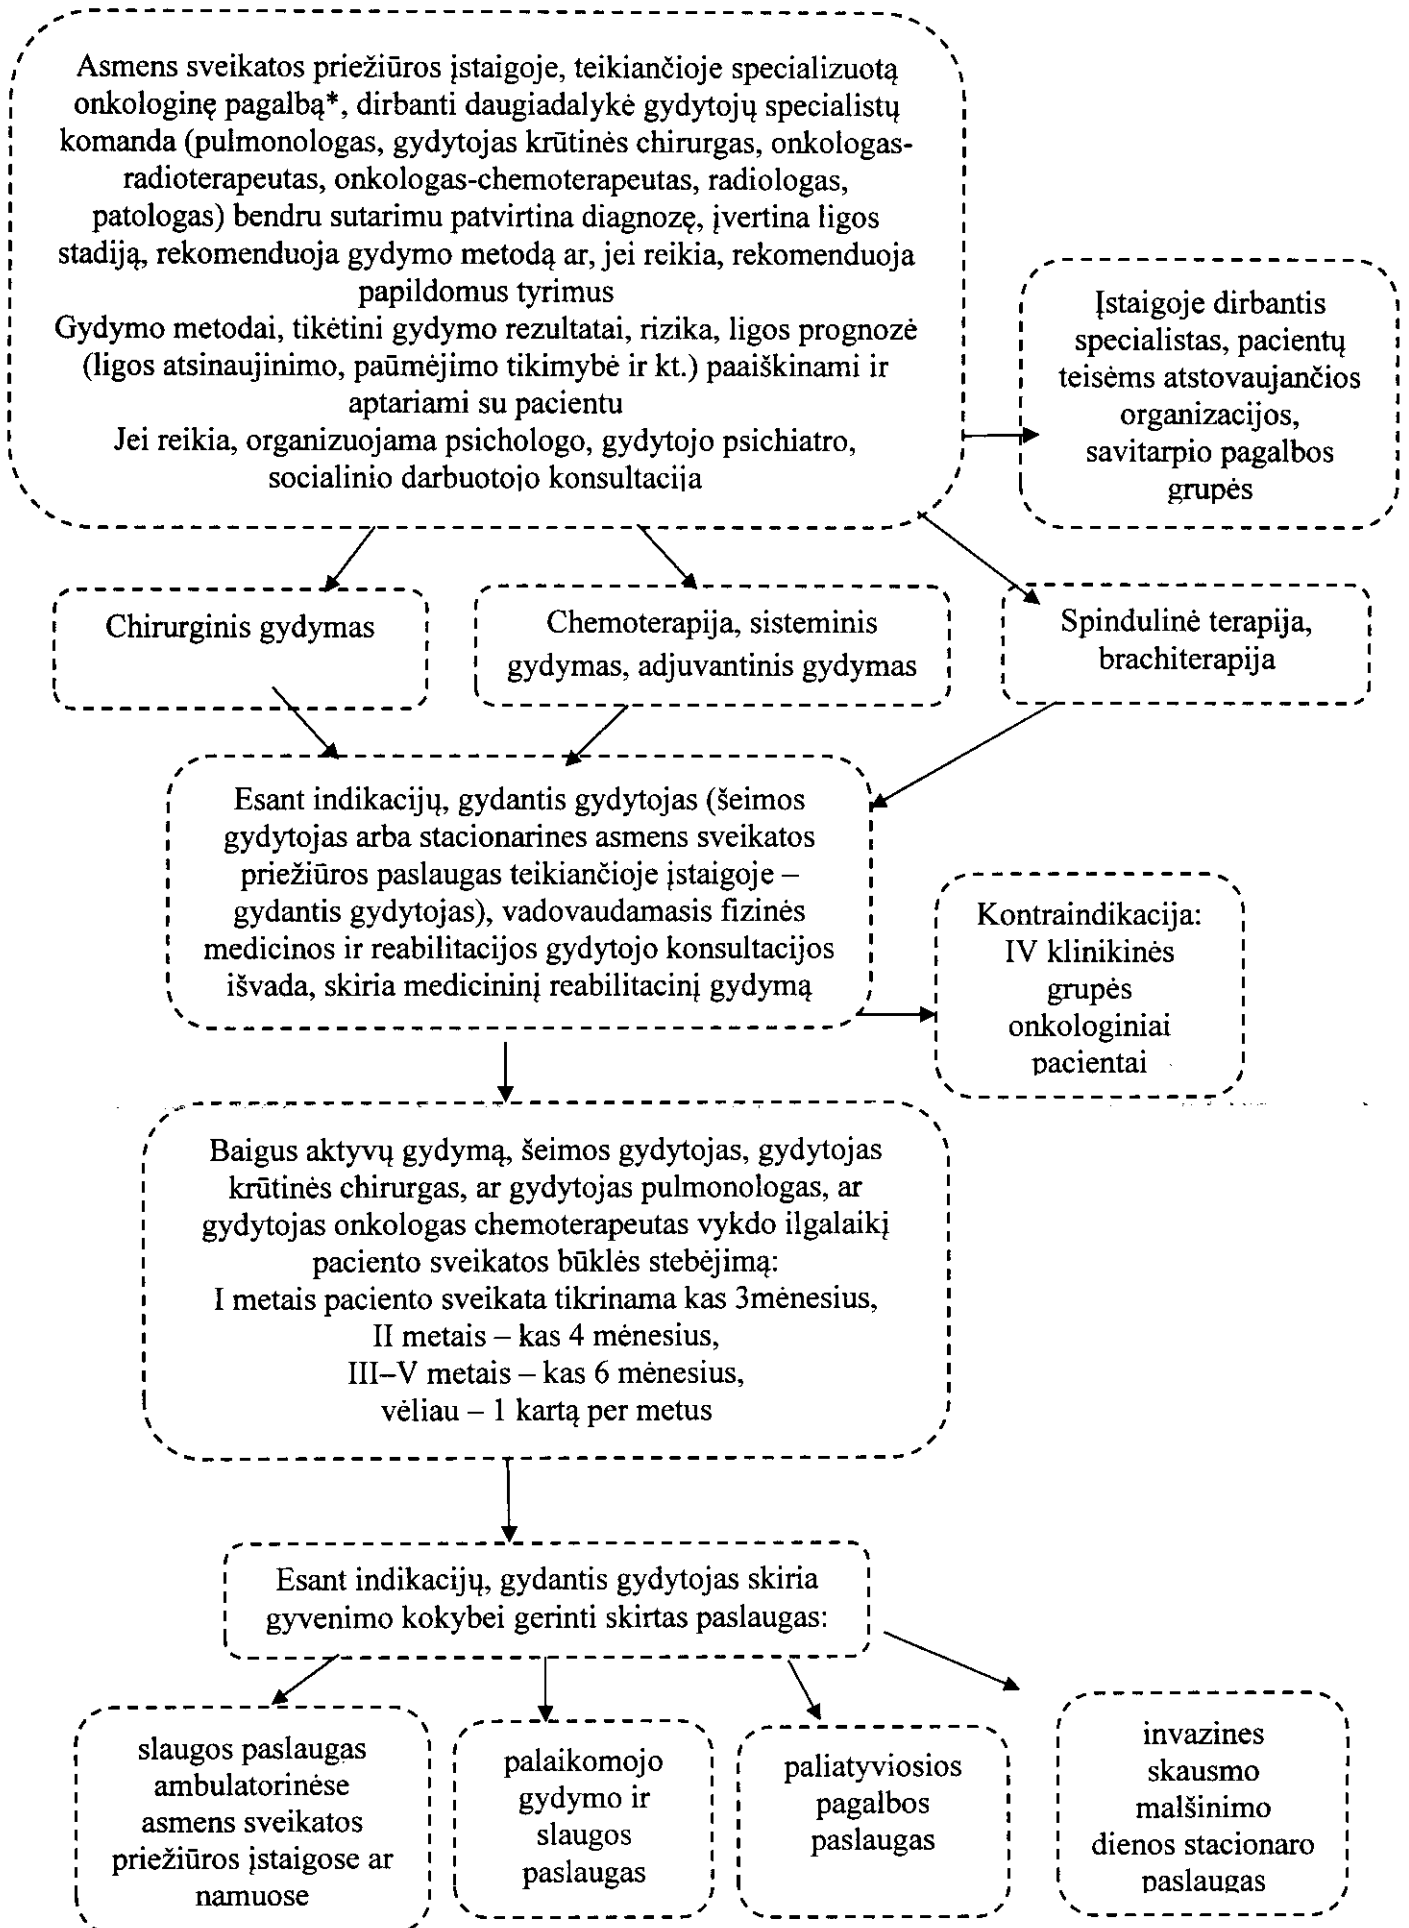 Asmens sveikatos priežiūros įstaigoje, teikiančioje specializuotą
onkologinę pagalbą*, dirbanti daugiadalykė gydytojų specialistų
komanda (pulmonologas, gydytojas krūtinės chirurgas, onkologas-
radioterapeutas, onkologas-chemoterapeutas, radiologas,
patologas) bendru sutarimu patvirtina diagnozę, įvertina ligos
stadiją, rekomenduoja gydymo metodą ar, jei reikia, rekomenduoja
papildomus tyrimus
Gydymo metodai, tikėtini gydymo rezultatai, rizika, ligos prognozė
(ligos atsinaujinimo, paūmėjimo tikimybė ir kt.) paaiškinami ir
aptariami su pacientu
Jei reikia, organizuojama psichologo, gydytojo psichiatro,
socialinio darbuotojo konsultacija
Įstaigoje dirbantis
specialistas, pacientų
teisėms atstovaujančios
organizacijos,
savitarpio pagalbos
grupės
Chirurginis gydymas
Chemoterapija, sisteminis
gydymas, adjuvantinis gydymas
Spindulinė terapija,
brachiterapija
Esant indikacijų, gydantis gydytojas (šeimos
gydytojas arba stacionarines asmens sveikatos
priežiūros paslaugas teikiančioje įstaigoje –
gydantis gydytojas), vadovaudamasis fizinės
medicinos ir reabilitacijos gydytojo konsultacijos
išvada, skiria medicininį reabilitacinį gydymą
Kontraindikacija:
IV klinikinės
grupės
onkologiniai
pacientai
Baigus aktyvų gydymą, šeimos gydytojas, gydytojas
krūtinės chirurgas, ar gydytojas pulmonologas, ar
gydytojas onkologas chemoterapeutas vykdo ilgalaikį
paciento sveikatos būklės stebėjimą:
I metais paciento sveikata tikrinama kas 3mėnesius,
II metais – kas 4 mėnesius,
III–V metais – kas 6 mėnesius,
vėliau – 1 kartą per metus
Esant indikacijų, gydantis gydytojas skiria
gyvenimo kokybei gerinti skirtas paslaugas:
slaugos paslaugas
ambulatorinėse
asmens sveikatos
priežiūros įstaigose ar
namuose
palaikomojo
gydymo ir
slaugos
paslaugas
paliatyviosios
pagalbos
paslaugas
invazines
skausmo
malšinimo
dienos stacionaro
paslaugas